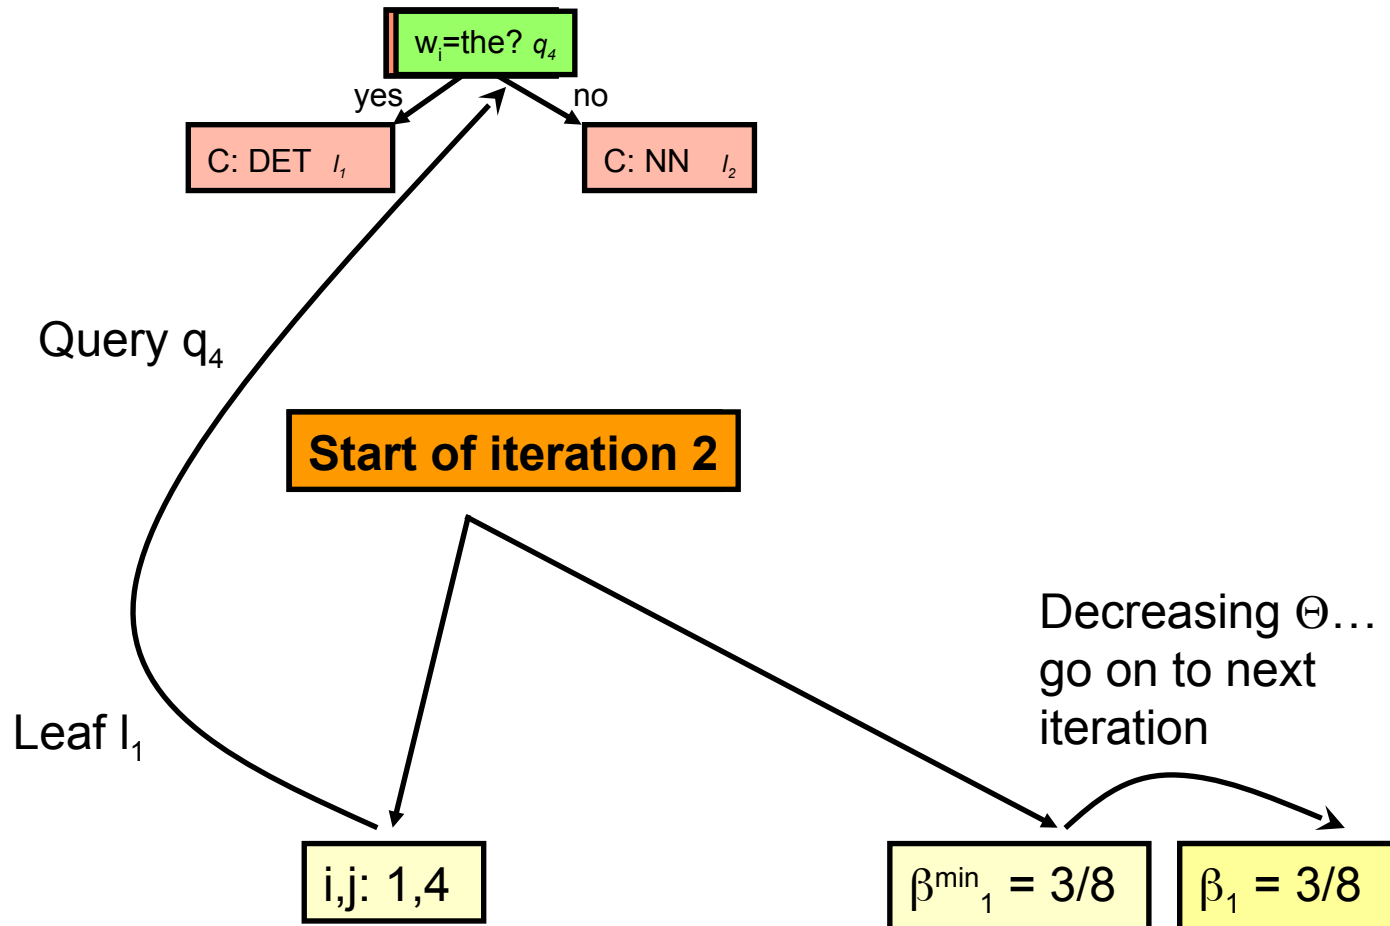 wᵢ=the? q₄
yes
no
C: DET l₁
C: NN l₂
Query q₄
Start of iteration 2
Decreasing Θ…
go on to next
iteration
Leaf l₁
i,j: 1,4
βᵐⁱⁿ₁ = 3/8
β₁ = 3/8